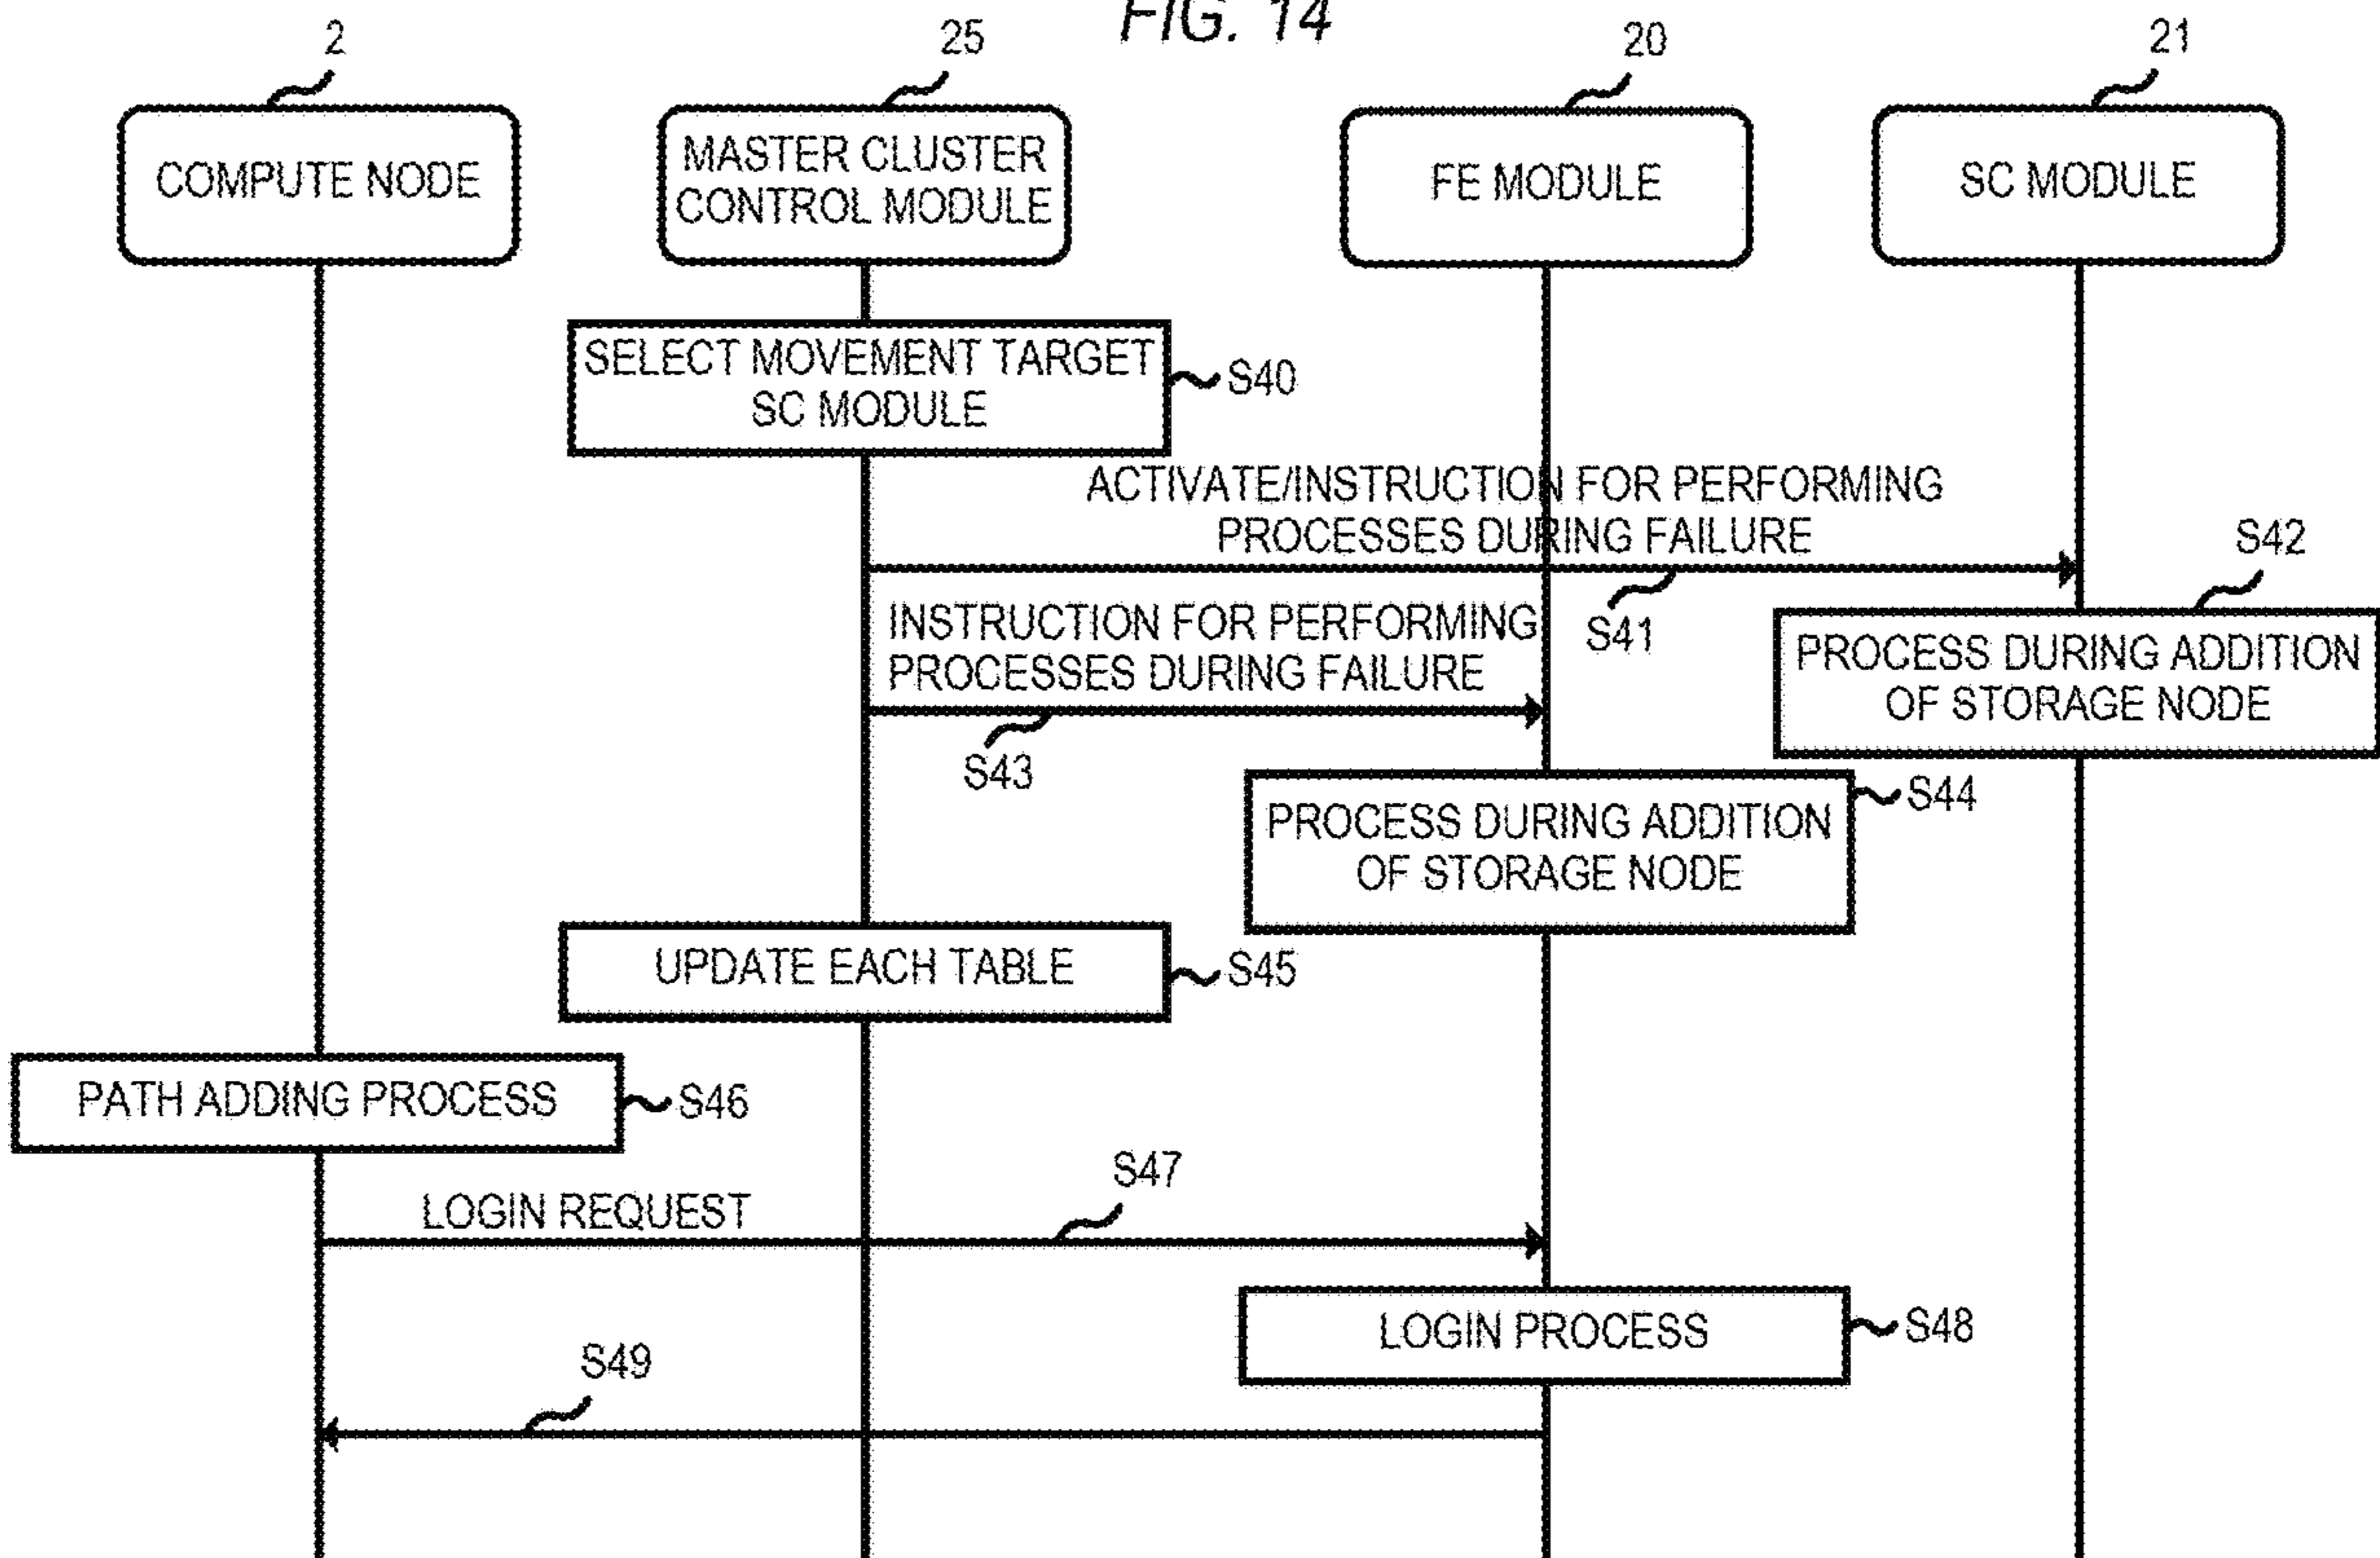 FIG. 14
2
25
20
21
COMPUTE NODE
MASTER CLUSTER
CONTROL MODULE
FE MODULE
SC MODULE
SELECT MOVEMENT TARGET
SC MODULE
S40
ACTIVATE/INSTRUCTION FOR PERFORMING
PROCESSES DURING FAILURE
S41
S42
PROCESS DURING ADDITION
OF STORAGE NODE
INSTRUCTION FOR PERFORMING
PROCESSES DURING FAILURE
S43
S44
PROCESS DURING ADDITION
OF STORAGE NODE
UPDATE EACH TABLE
S45
PATH ADDING PROCESS
S46
LOGIN REQUEST
S47
LOGIN PROCESS
S48
S49